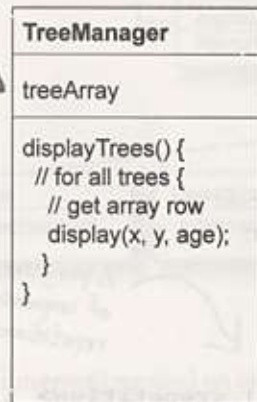 TreeManager
treeArray
displayTrees() {
// for all trees {
// get array row
display(x, y, age);
}
}